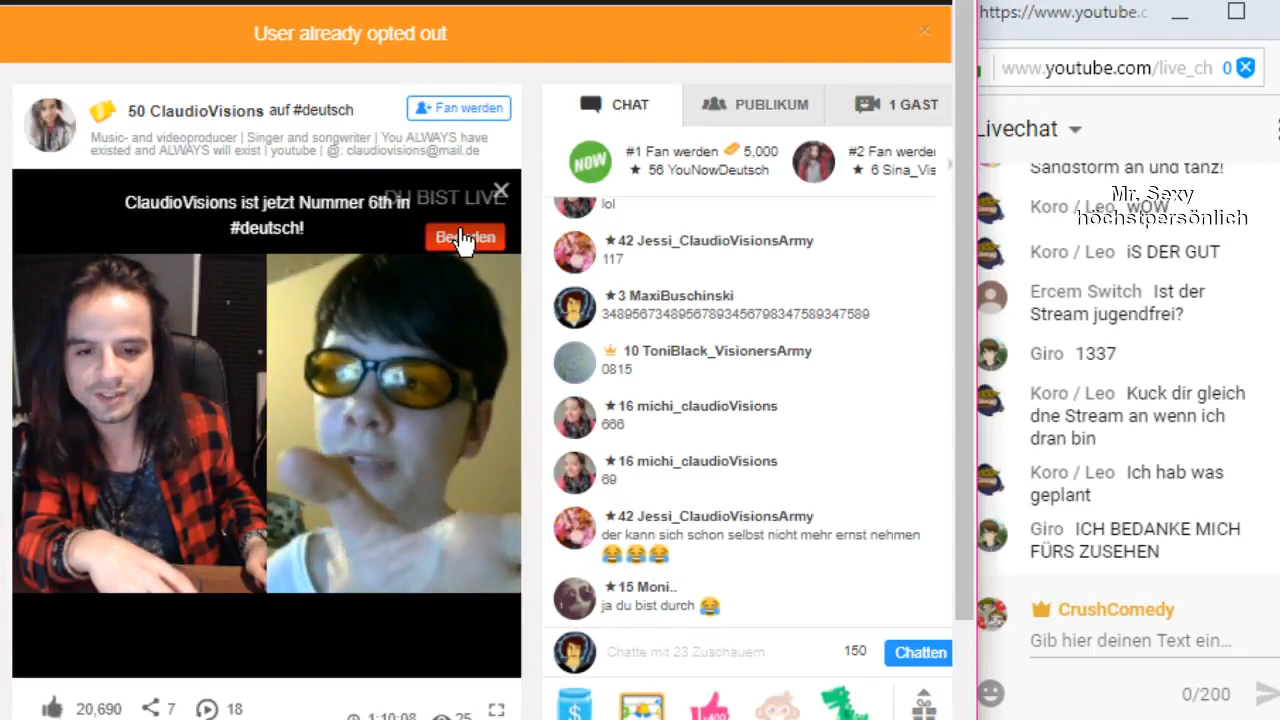 User already opted out
50 ClaudioVisions auf #deutsch
Fan werden
Music- and videoproducer | Singer and songwriter | You ALWAYS have
existed and ALWAYS will exist | youtube | @: claudiovisions@mail.de
DU BIST LIVE
ClaudioVisions ist jetzt Nummer 6th in
#deutsch!
Beenden
20,690
7
18
1:10:08
25
CHAT
PUBLIKUM
1 GAST
NOW
#1 Fan werden 5,000
★ 56 YouNowDeutsch
#2 Fan werden
★ 6 Sina_Vis
lol
★42 Jessi_ClaudioVisionsArmy
117
★3 MaxiBuschinski
34895673489567893456798347589347589
10 ToniBlack_VisionersArmy
0815
★16 michi_claudioVisions
666
★16 michi_claudioVisions
69
★42 Jessi_ClaudioVisionsArmy
der kann sich schon selbst nicht mehr ernst nehmen
😂😂😂
★15 Moni..
ja du bist durch 😂
Chatte mit 23 Zuschauern
150
Chatten
https://www.youtube.c
www.youtube.com/live_ch 0
Livechat
Sandstorm an und tanz!
Koro / Leo wOW
Mr. Sexy
höchstpersönlich
Koro / Leo iS DER GUT
Ercem Switch Ist der
Stream jugendfrei?
Giro 1337
Koro / Leo Kuck dir gleich
dne Stream an wenn ich
dran bin
Koro / Leo Ich hab was
geplant
Giro ICH BEDANKE MICH
FÜRS ZUSEHEN
CrushComedy
Gib hier deinen Text ein...
0/200